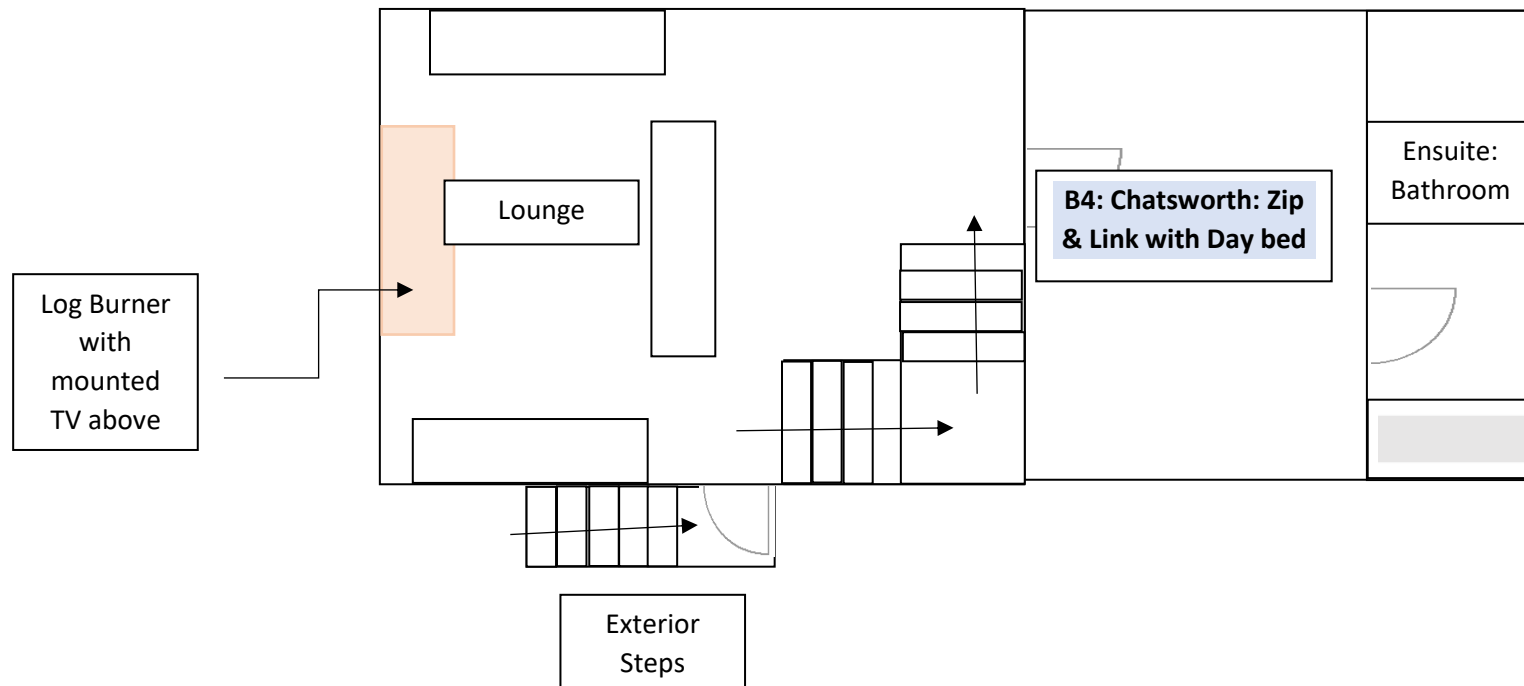 Lounge
Log Burner
with
mounted
TV above
B4: Chatsworth: Zip
& Link with Day bed
Ensuite:
Bathroom
Exterior
Steps